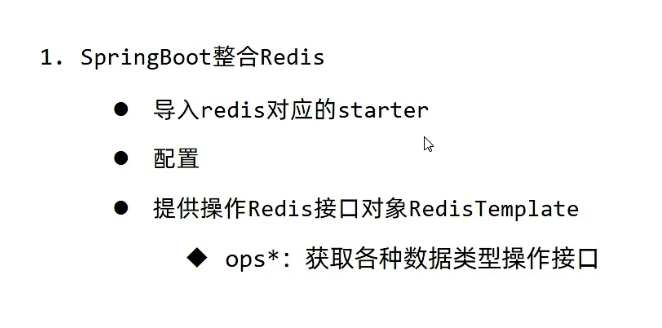 1. SpringBoot整合Redis
● 导入redis对应的starter
● 配置
● 提供操作Redis接口对象RedisTemplate
◆ ops*：获取各种数据类型操作接口